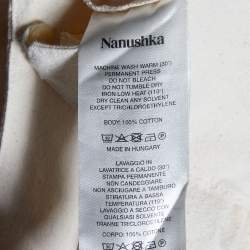 Nanushka
MACHINE WASH WARM (30°)
PERMANENT PRESS
DO NOT BLEACH
DO NOT TUMBLE DRY
IRON LOW HEAT (110°)
DRY CLEAN ANY SOLVENT
EXCEPT TRICHLOROETHYLENE
BODY: 100% COTTON
MADE IN HUNGARY
LAVAGGIO IN
LAVATRICE A CALDO (30°)
STAMPA PERMANENTE
NON CANDEGGIARE
NON ASCIUGARE A TAMBURO
STIRATURA A BASSA
TEMPERATURA (110°)
LAVAGGIO A SECCO CON
QUALSIASI SOLVENTE
TRANNE TRICLOROETILENE
CORPO: 100% COTONE